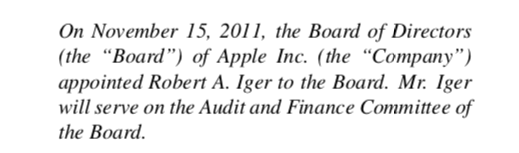 On November 15, 2011, the Board of Directors
(the “Board”) of Apple Inc. (the “Company”)
appointed Robert A. Iger to the Board. Mr. Iger
will serve on the Audit and Finance Committee of
the Board.